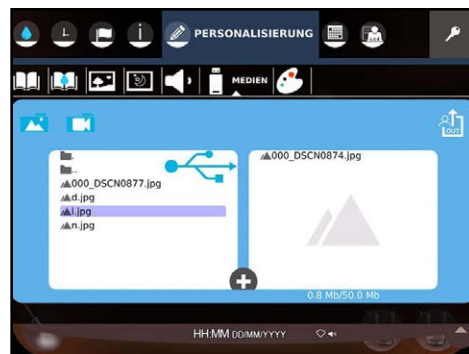 PERSONALISIERUNG
MEDIEN
OUT
.
..
000_DSCN0877.jpg
d.jpg
i.jpg
n.jpg
000_DSCN0874.jpg
0.8 Mb/50.0 Mb
HH:MM DD/MM/YYYY